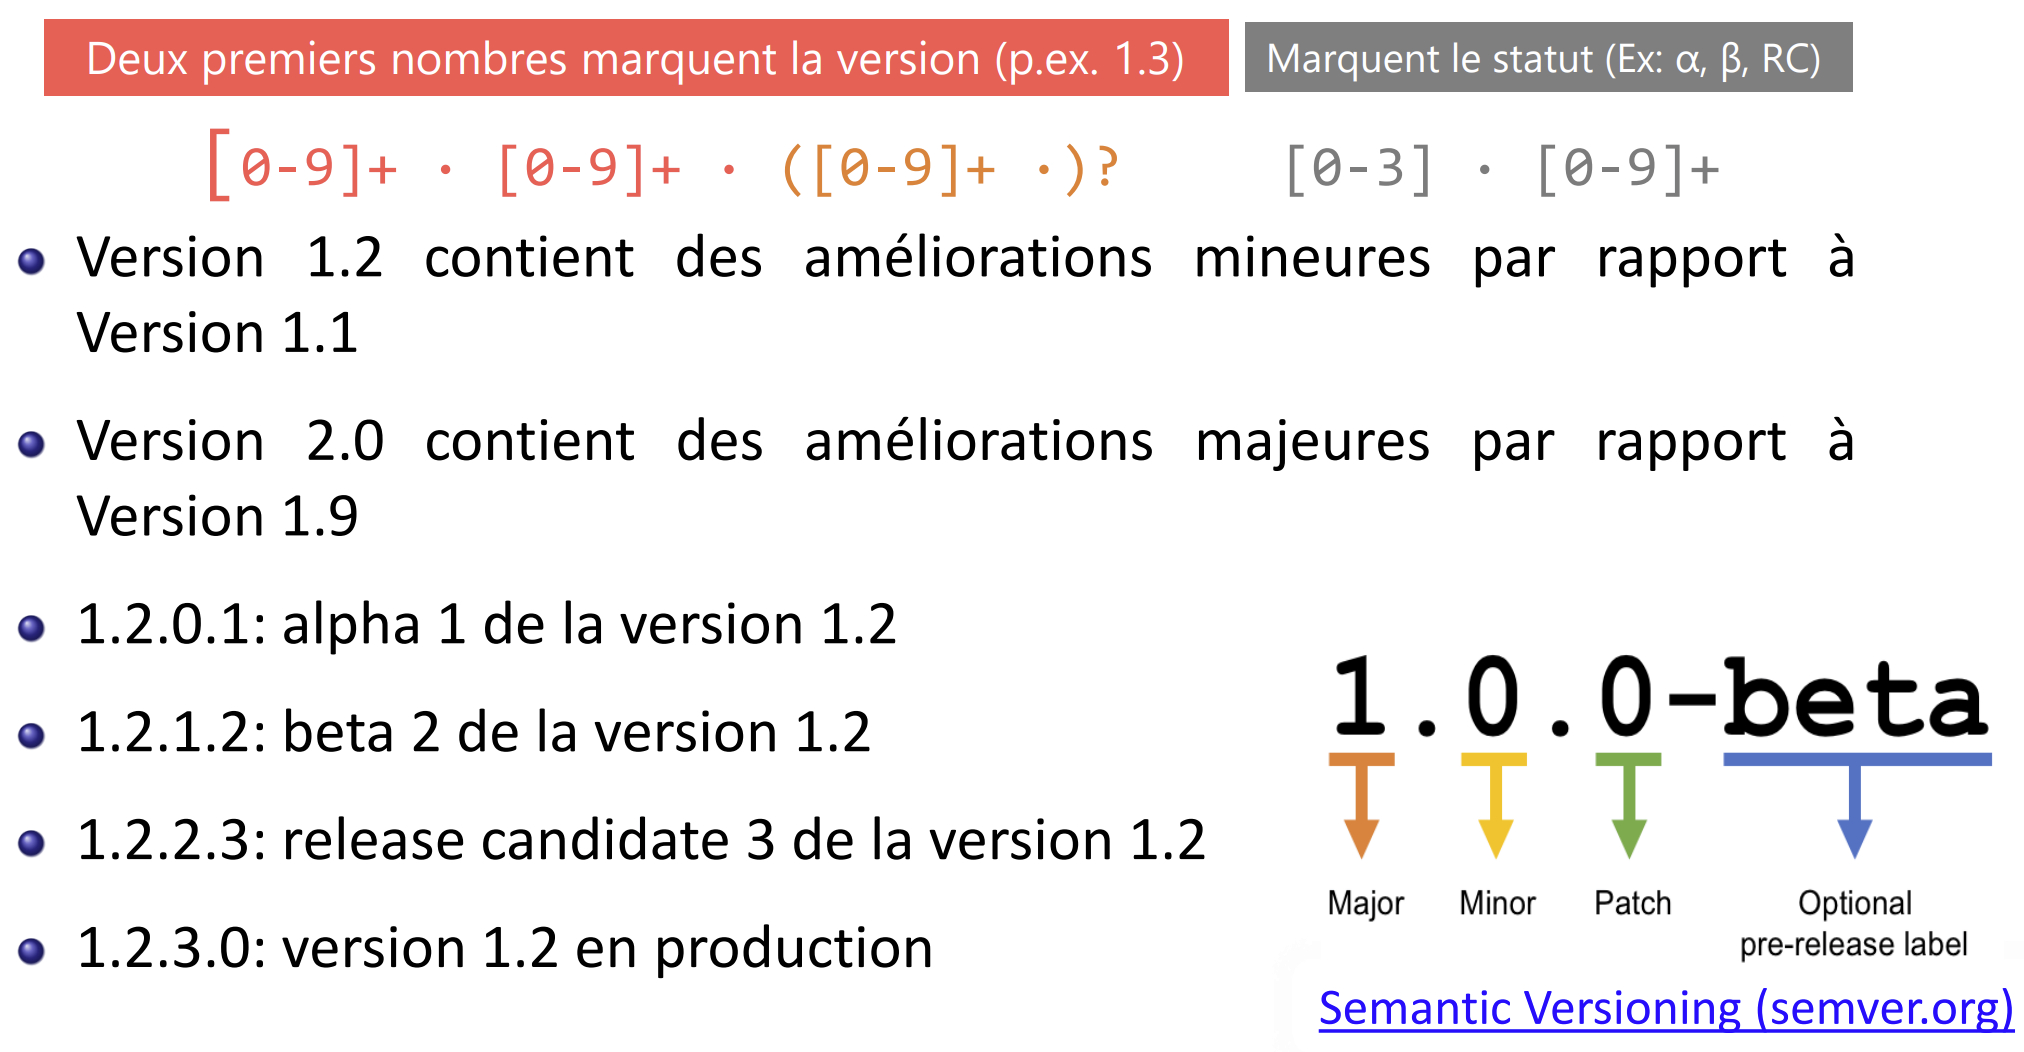 Deux premiers nombres marquent la version (p.ex. 1.3)
Marquent le statut (Ex: α, β, RC)
[0-9]+ · [0-9]+ · ([0-9]+ ·)? [0-3] · [0-9]+
Version 1.2 contient des améliorations mineures par rapport à
Version 1.1
Version 2.0 contient des améliorations majeures par rapport à
Version 1.9
1.2.0.1: alpha 1 de la version 1.2
1.2.1.2: beta 2 de la version 1.2
1.2.2.3: release candidate 3 de la version 1.2
1.2.3.0: version 1.2 en production
1.0.0-beta
Major
Minor
Patch
Optional
pre-release label
Semantic Versioning (semver.org)